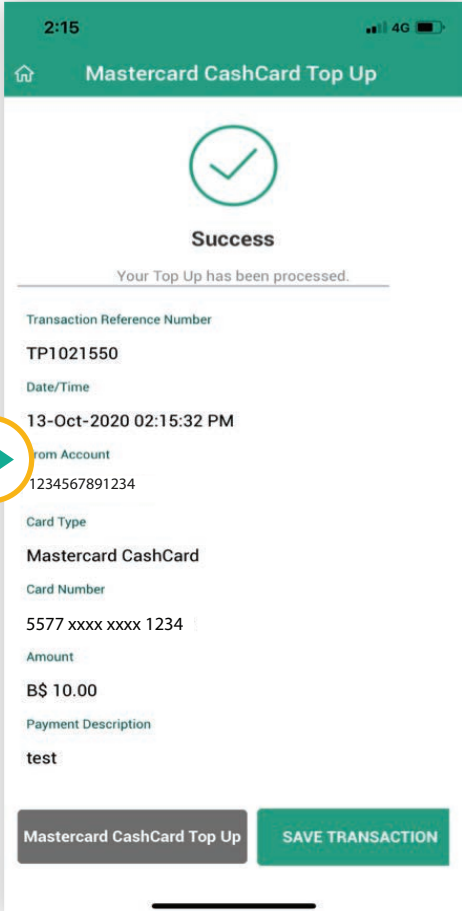 2:15 4G
Mastercard CashCard Top Up
Success
Your Top Up has been processed.
Transaction Reference Number
TP1021550
Date/Time
13-Oct-2020 02:15:32 PM
rom Account
1234567891234
Card Type
Mastercard CashCard
Card Number
5577 xxxx xxxx 1234
Amount
B$ 10.00
Payment Description
test
Mastercard CashCard Top Up SAVE TRANSACTION